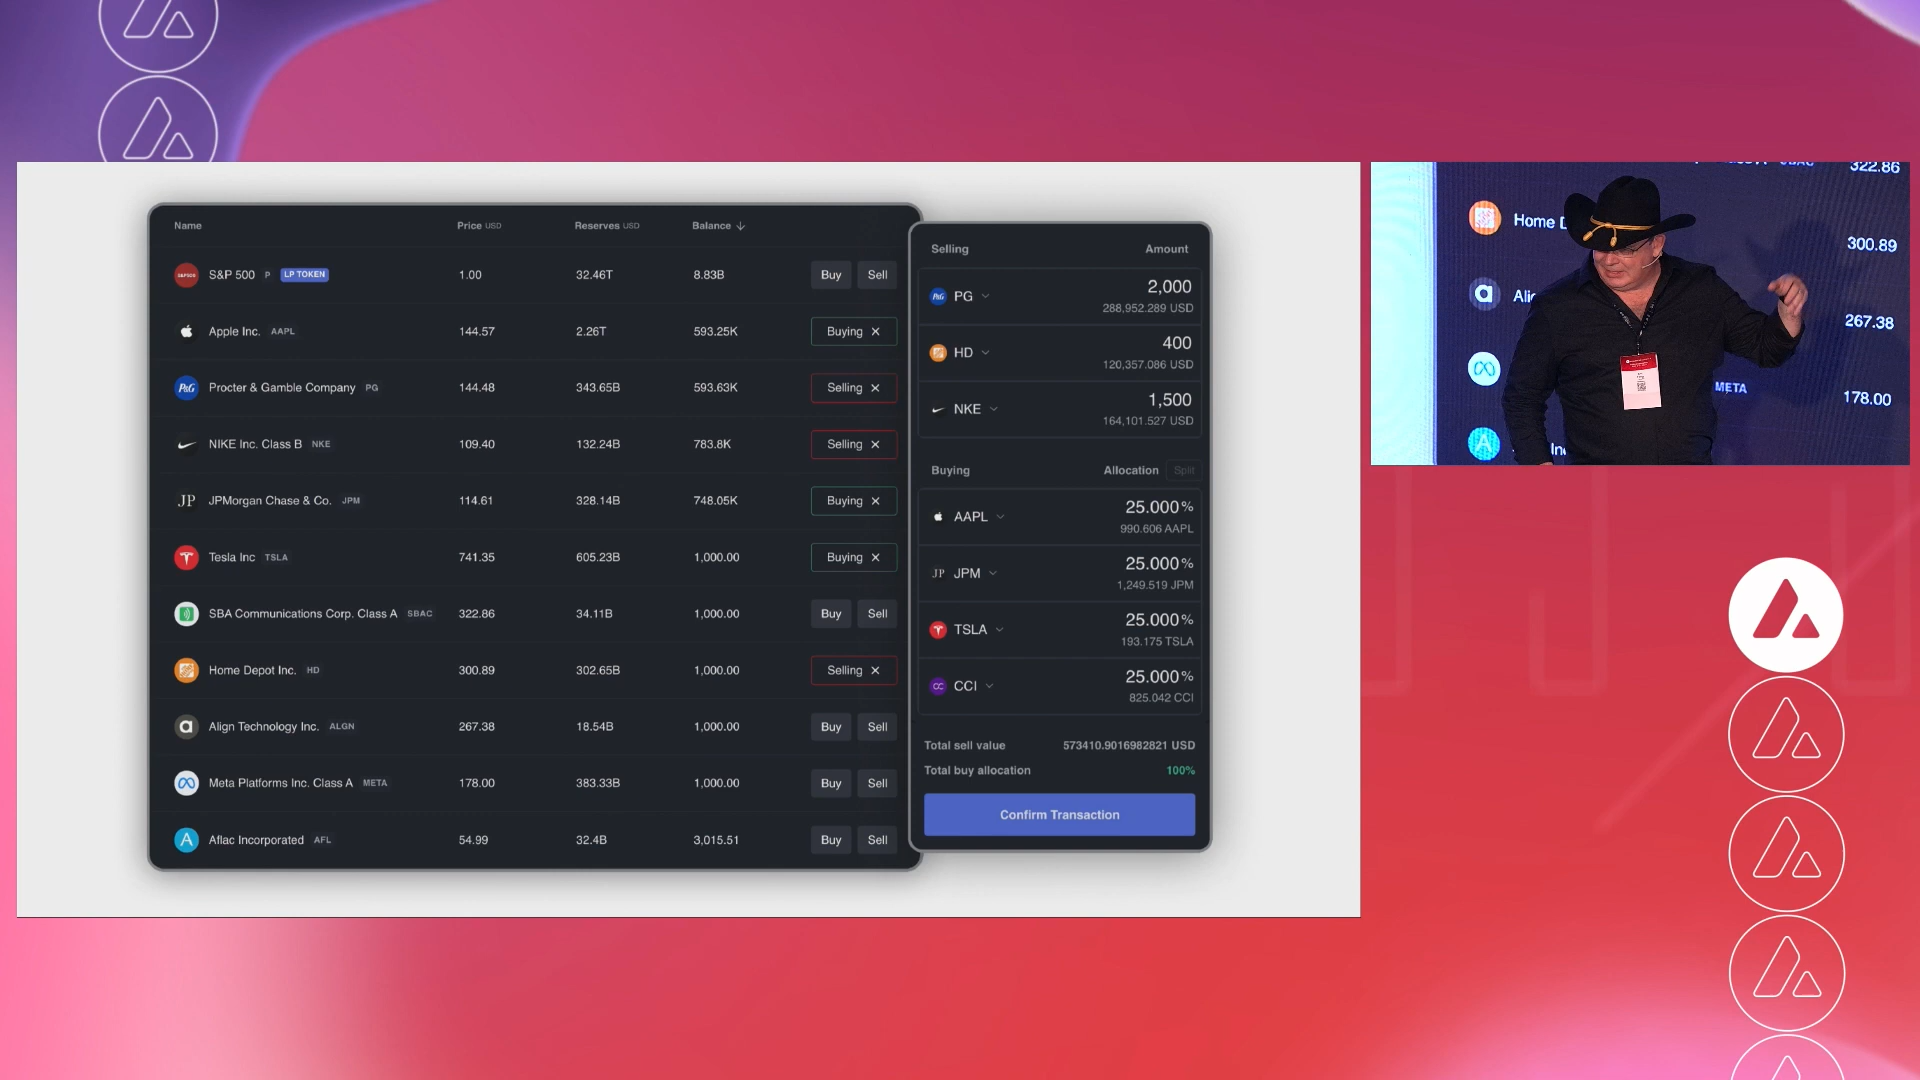 Name Price USD Reserves USD Balance ↓
S&P 500 P LP TOKEN 1.00 32.46T 8.83B Buy Sell
Apple Inc. AAPL 144.57 2.26T 593.25K Buying ×
Procter & Gamble Company PG 144.48 343.65B 593.63K Selling ×
NIKE Inc. Class B NKE 109.40 132.24B 783.8K Selling ×
JP JPMorgan Chase & Co. JPM 114.61 328.14B 748.05K Buying ×
Tesla Inc TSLA 741.35 605.23B 1,000.00 Buying ×
SBA Communications Corp. Class A SBAC 322.86 34.11B 1,000.00 Buy Sell
Home Depot Inc. HD 300.89 302.65B 1,000.00 Selling ×
Align Technology Inc. ALGN 267.38 18.54B 1,000.00 Buy Sell
Meta Platforms Inc. Class A META 178.00 383.33B 1,000.00 Buy Sell
Aflac Incorporated AFL 54.99 32.4B 3,015.51 Buy Sell
Selling Amount
P&G PG 2,000
288,952.289 USD
HD 400
120,357.086 USD
NKE 1,500
164,101.527 USD
Buying Allocation Split
AAPL 25.000%
990.606 AAPL
JP JPM 25.000%
1,249.519 JPM
TSLA 25.000%
193.175 TSLA
CC CCI 25.000%
825.042 CCI
Total sell value 573410.9016982821 USD
Total buy allocation 100%
Confirm Transaction
SBAC 322.86
Home D 300.89
Alig 267.38
META 178.00
Inc